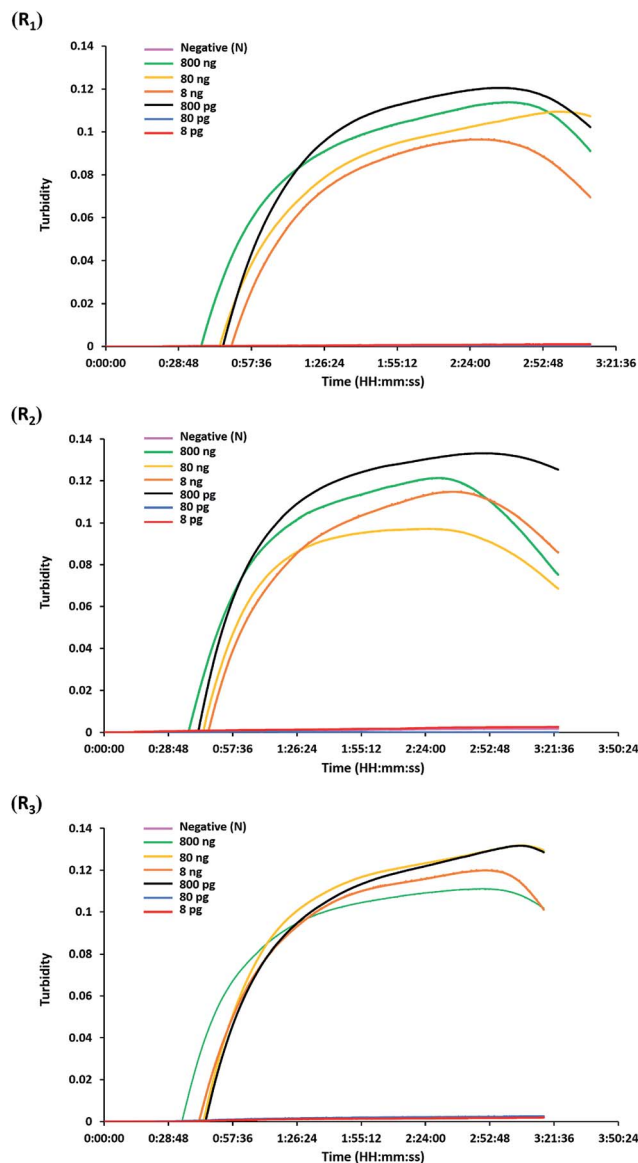 (R1)
Negative (N)
800 ng
80 ng
8 ng
800 pg
80 pg
8 pg
0.14
0.12
0.1
0.08
0.06
0.04
0.02
0
Turbidity
0:00:00 0:28:48 0:57:36 1:26:24 1:55:12 2:24:00 2:52:48 3:21:36
Time (HH:mm:ss)
(R2)
Negative (N)
800 ng
80 ng
8 ng
800 pg
80 pg
8 pg
0.14
0.12
0.1
0.08
0.06
0.04
0.02
0
Turbidity
0:00:00 0:28:48 0:57:36 1:26:24 1:55:12 2:24:00 2:52:48 3:21:36 3:50:24
Time (HH:mm:ss)
(R3)
Negative (N)
800 ng
80 ng
8 ng
800 pg
80 pg
8 pg
0.14
0.12
0.1
0.08
0.06
0.04
0.02
0
Turbidity
0:00:00 0:28:48 0:57:36 1:26:24 1:55:12 2:24:00 2:52:48 3:21:36 3:50:24
Time (HH:mm:ss)